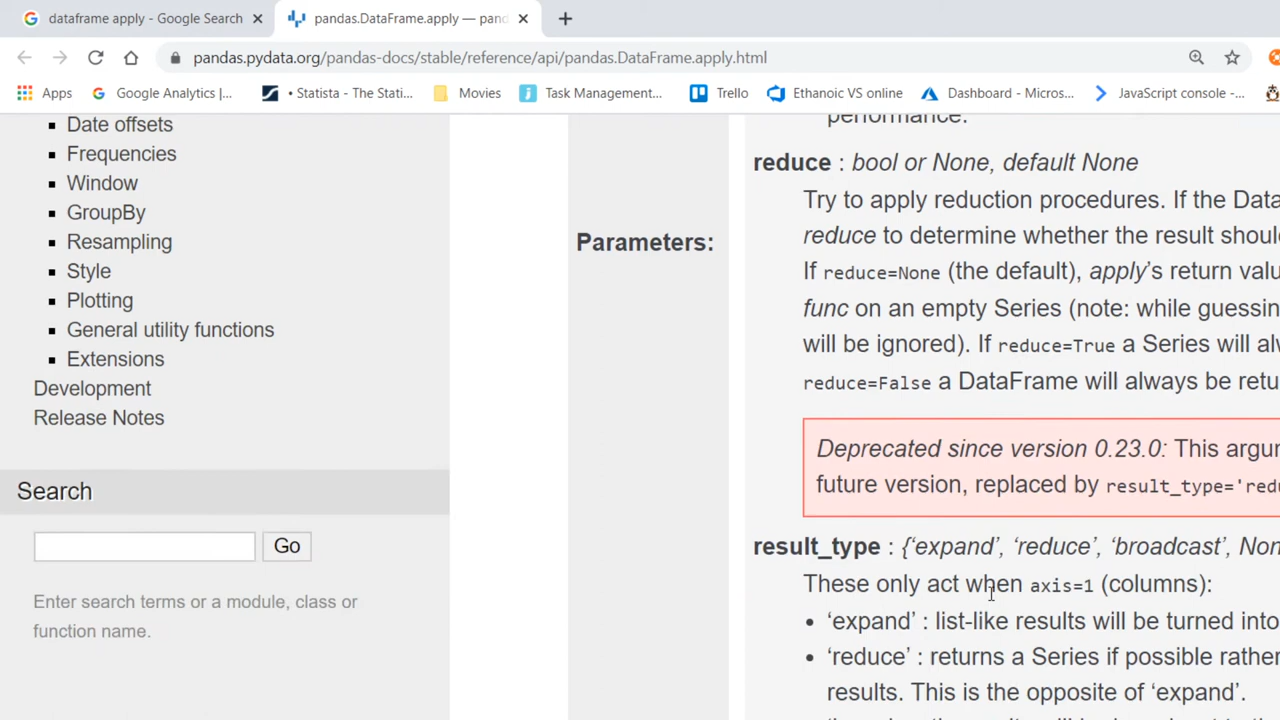 dataframe apply - Google Search
pandas.DataFrame.apply — pand
pandas.pydata.org/pandas-docs/stable/reference/api/pandas.DataFrame.apply.html
Apps Google Analytics |... • Statista - The Stati... Movies Task Management... Trello Ethanoic VS online Dashboard - Micros... JavaScript console -...
Date offsets
Frequencies
Window
GroupBy
Resampling
Style
Plotting
General utility functions
Extensions
Development
Release Notes
Search
Go
Enter search terms or a module, class or
function name.
Parameters:
performance.
reduce : bool or None, default None
Try to apply reduction procedures. If the Data
reduce to determine whether the result shoul
If reduce=None (the default), apply’s return valu
func on an empty Series (note: while guessin
will be ignored). If reduce=True a Series will al
reduce=False a DataFrame will always be retu
Deprecated since version 0.23.0: This argu
future version, replaced by result_type='red
result_type : {‘expand’, ‘reduce’, ‘broadcast’, Non
These only act when axis=1 (columns):
• ‘expand’ : list-like results will be turned into
• ‘reduce’ : returns a Series if possible rathe
results. This is the opposite of ‘expand’.